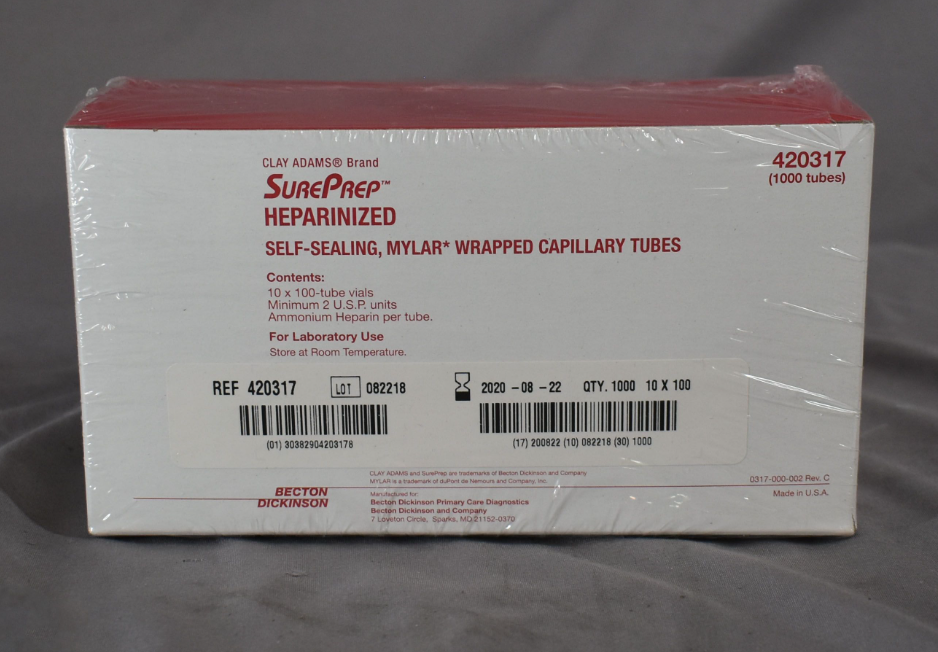 CLAY ADAMS® Brand
SUREPREP™
HEPARINIZED
SELF-SEALING, MYLAR* WRAPPED CAPILLARY TUBES
420317
(1000 tubes)
Contents:
10 x 100-tube vials
Minimum 2 U.S.P. units
Ammonium Heparin per tube.
For Laboratory Use
Store at Room Temperature.
REF 420317 LOT 082218 2020-08-22 QTY. 1000 10 X 100
(01) 30382904203178 (17) 200822 (10) 082218 (30) 1000
CLAY ADAMS and SurePrep are trademarks of Becton Dickinson and Company
MYLAR is a trademark of duPont de Nemours and Company, Inc.
0317-000-002 Rev. C
BECTON
DICKINSON
Manufactured for:
Becton Dickinson Primary Care Diagnostics
Becton Dickinson and Company
7 Loveton Circle, Sparks, MD 21152-0370
Made in U.S.A.